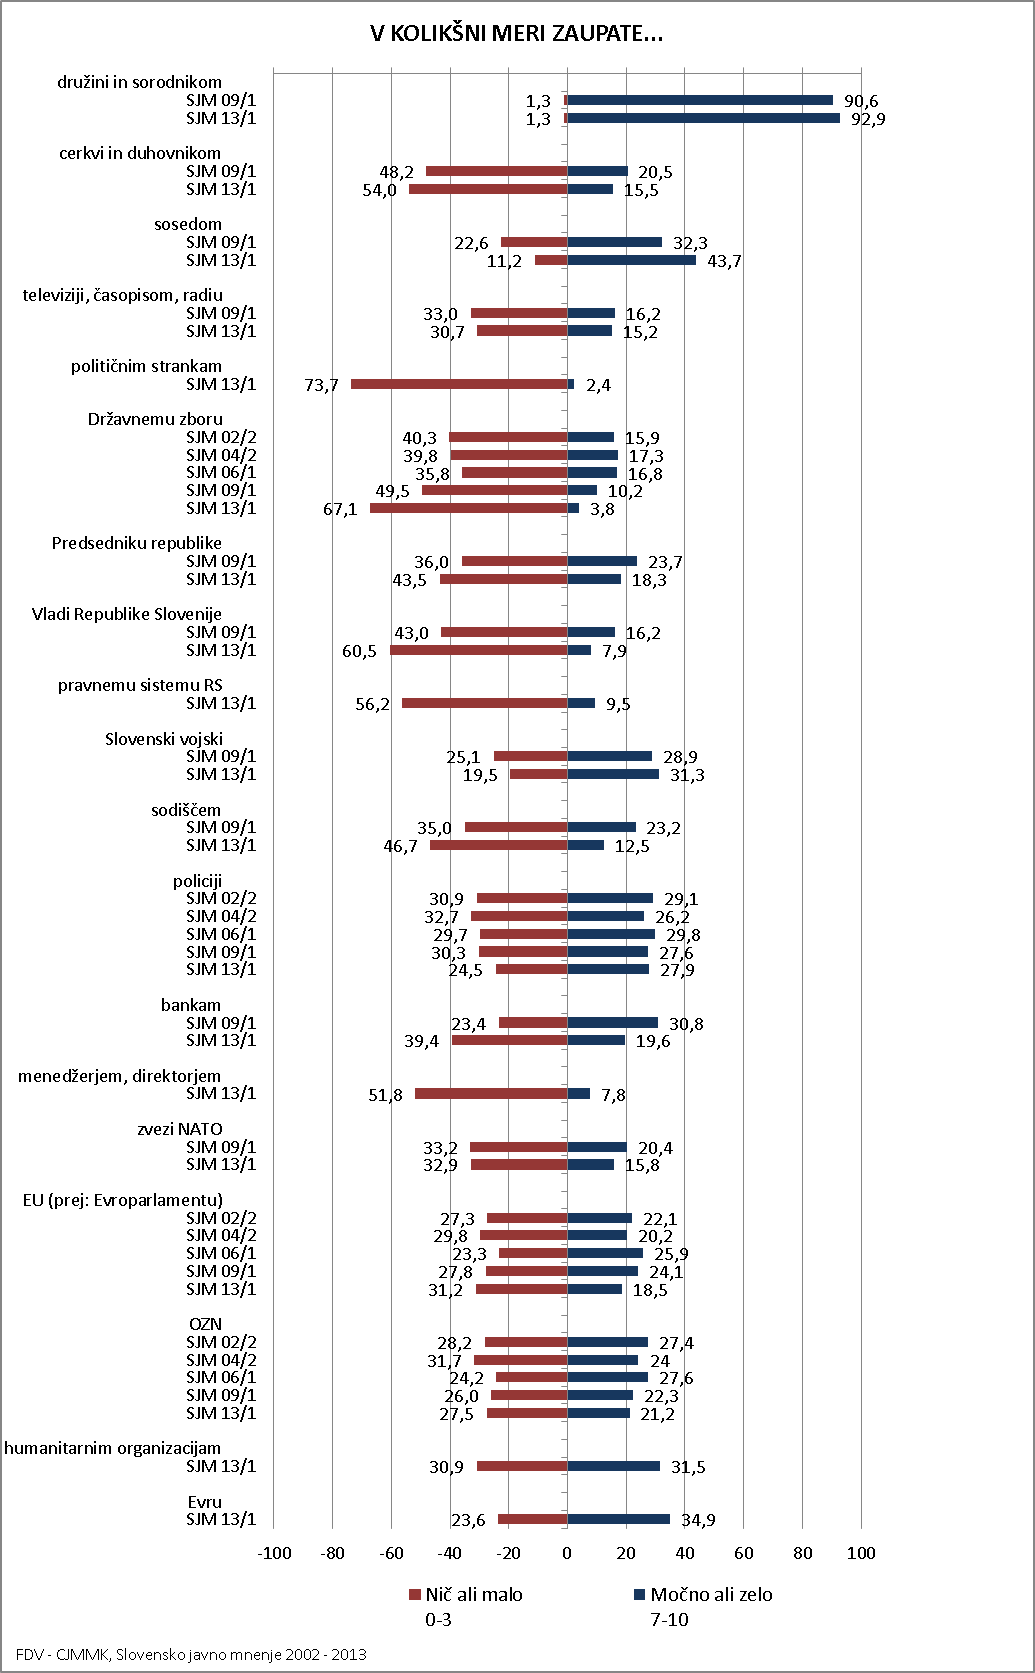 V KOLIKŠNI MERI ZAUPATE...
družini in sorodnikom
SJM 09/1 1,3 90,6
SJM 13/1 1,3 92,9
cerkvi in duhovnikom
SJM 09/1 48,2 20,5
SJM 13/1 54,0 15,5
sosedom
SJM 09/1 22,6 32,3
SJM 13/1 11,2 43,7
televiziji, časopisom, radiu
SJM 09/1 33,0 16,2
SJM 13/1 30,7 15,2
političnim strankam
SJM 13/1 73,7 2,4
Državnemu zboru
SJM 02/2 40,3 15,9
SJM 04/2 39,8 17,3
SJM 06/1 35,8 16,8
SJM 09/1 49,5 10,2
SJM 13/1 67,1 3,8
Predsedniku republike
SJM 09/1 36,0 23,7
SJM 13/1 43,5 18,3
Vladi Republike Slovenije
SJM 09/1 43,0 16,2
SJM 13/1 60,5 7,9
pravnemu sistemu RS
SJM 13/1 56,2 9,5
Slovenski vojski
SJM 09/1 25,1 28,9
SJM 13/1 19,5 31,3
sodiščem
SJM 09/1 35,0 23,2
SJM 13/1 46,7 12,5
policiji
SJM 02/2 30,9 29,1
SJM 04/2 32,7 26,2
SJM 06/1 29,7 29,8
SJM 09/1 30,3 27,6
SJM 13/1 24,5 27,9
bankam
SJM 09/1 23,4 30,8
SJM 13/1 39,4 19,6
menedžerjem, direktorjem
SJM 13/1 51,8 7,8
zvezi NATO
SJM 09/1 33,2 20,4
SJM 13/1 32,9 15,8
EU (prej: Evroparlamentu)
SJM 02/2 27,3 22,1
SJM 04/2 29,8 20,2
SJM 06/1 23,3 25,9
SJM 09/1 27,8 24,1
SJM 13/1 31,2 18,5
OZN
SJM 02/2 28,2 27,4
SJM 04/2 31,7 24
SJM 06/1 24,2 27,6
SJM 09/1 26,0 22,3
SJM 13/1 27,5 21,2
humanitarnim organizacijam
SJM 13/1 30,9 31,5
Evru
SJM 13/1 23,6 34,9
-100 -80 -60 -40 -20 0 20 40 60 80 100
Nič ali malo Močno ali zelo
0-3 7-10
FDV - CJMMK, Slovensko javno mnenje 2002 - 2013